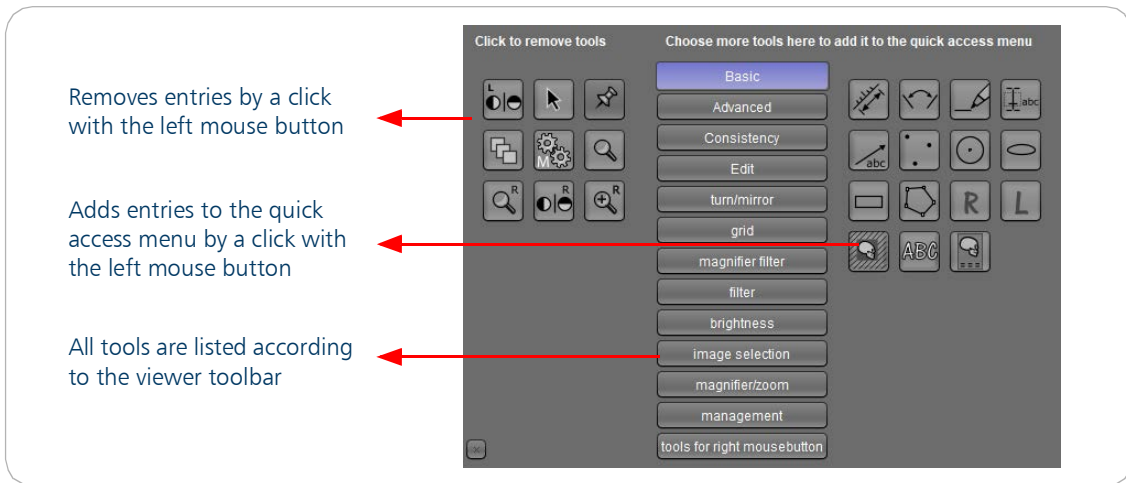 Click to remove tools
Choose more tools here to add it to the quick access menu
Removes entries by a click
with the left mouse button
Adds entries to the quick
access menu by a click with
the left mouse button
All tools are listed according
to the viewer toolbar
L
M
R
R
R
Basic
Advanced
Consistency
Edit
turn/mirror
grid
magnifier filter
filter
brightness
image selection
magnifier/zoom
management
tools for right mousebutton
abc
abc
R
L
ABC
x